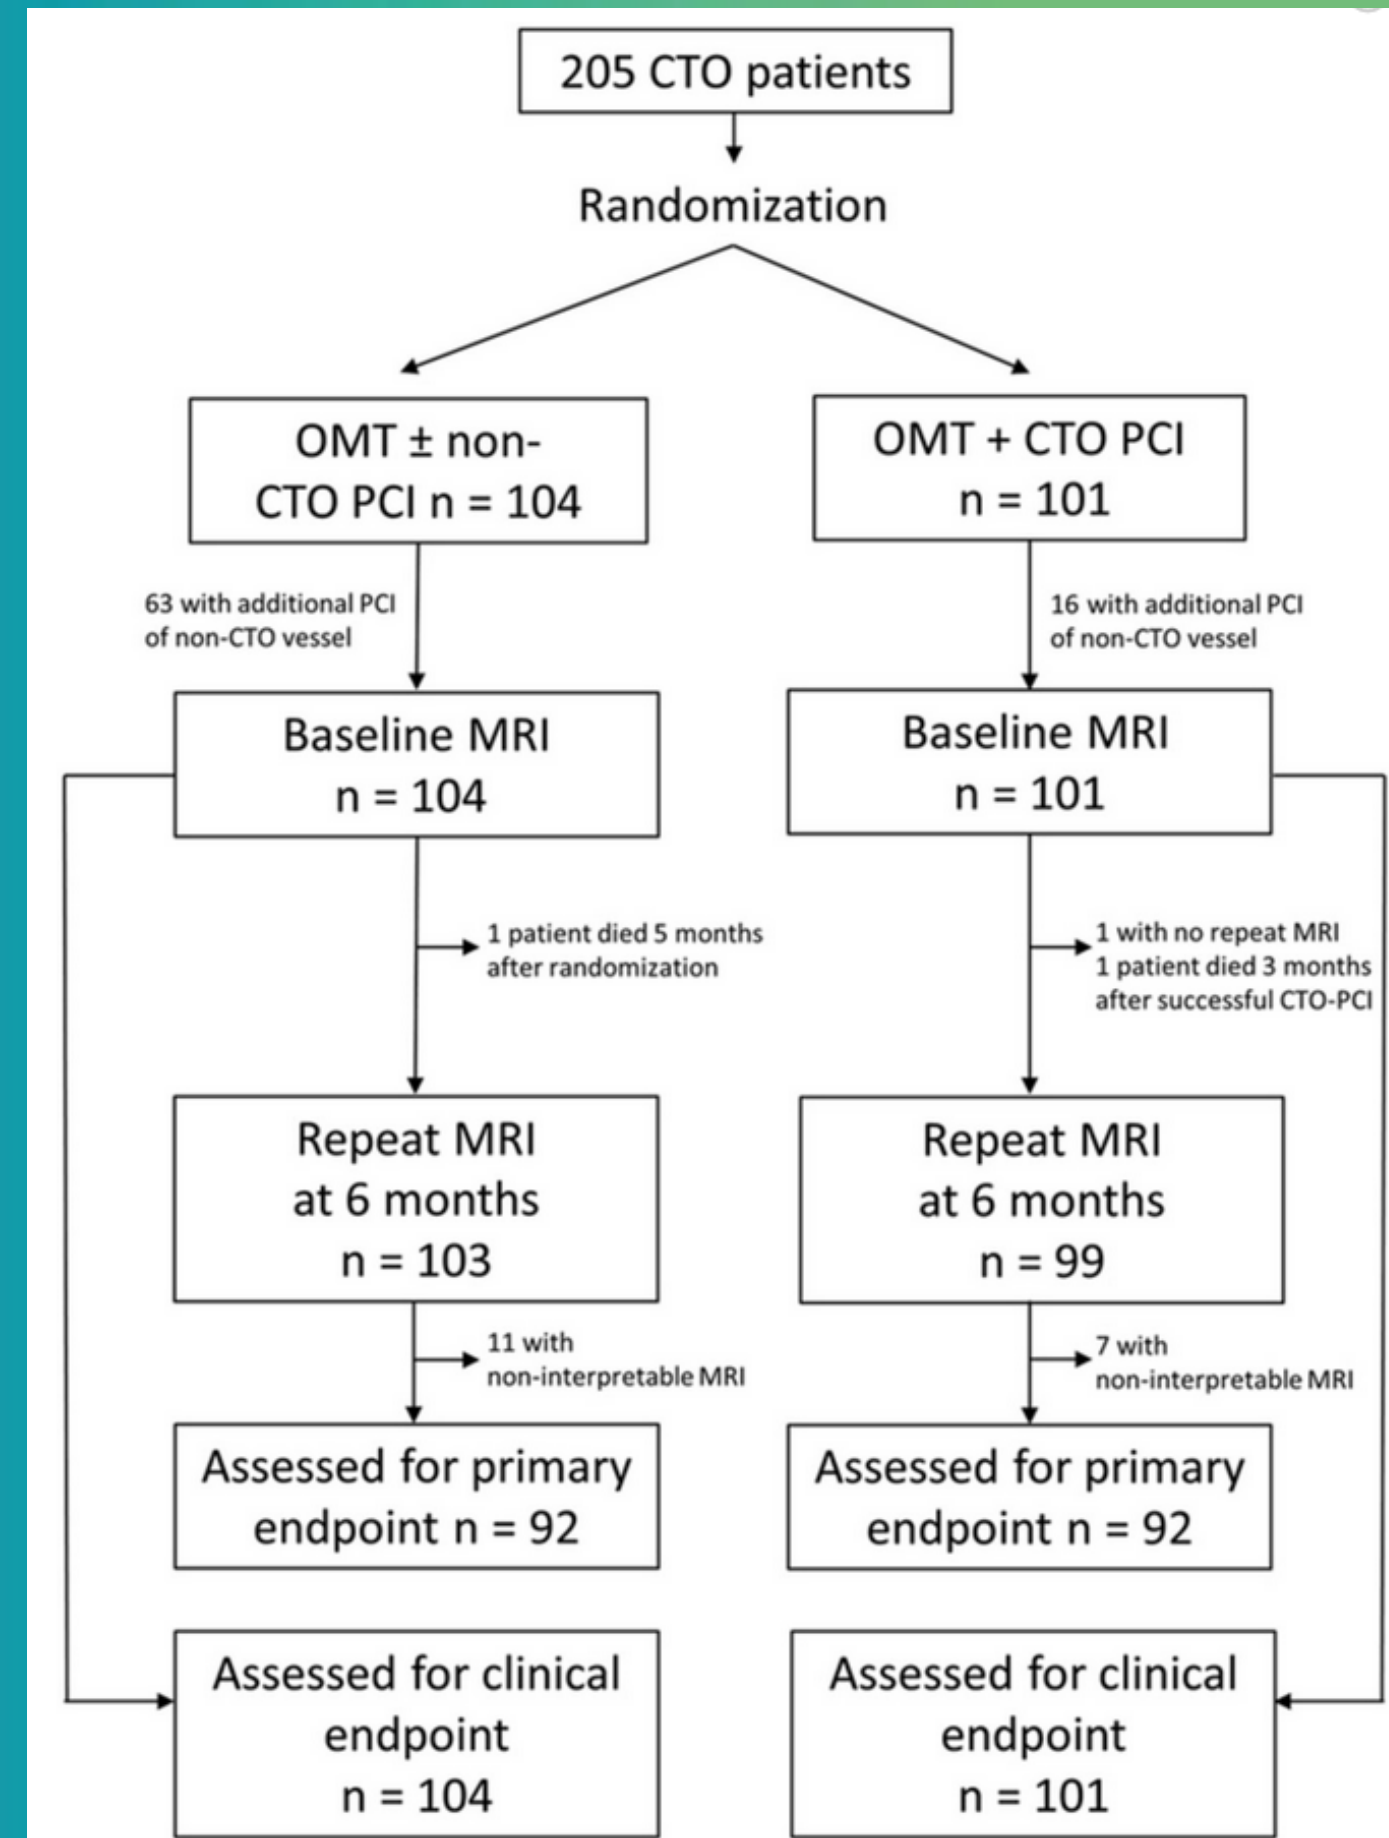 205 CTO patients
Randomization
OMT ± non-
CTO PCI n = 104
OMT + CTO PCI
n = 101
63 with additional PCI
of non-CTO vessel
16 with additional PCI
of non-CTO vessel
Baseline MRI
n = 104
Baseline MRI
n = 101
1 patient died 5 months
after randomization
1 with no repeat MRI
1 patient died 3 months
after successful CTO-PCI
Repeat MRI
at 6 months
n = 103
Repeat MRI
at 6 months
n = 99
11 with
non-interpretable MRI
7 with
non-interpretable MRI
Assessed for primary
endpoint n = 92
Assessed for primary
endpoint n = 92
Assessed for clinical
endpoint
n = 104
Assessed for clinical
endpoint
n = 101